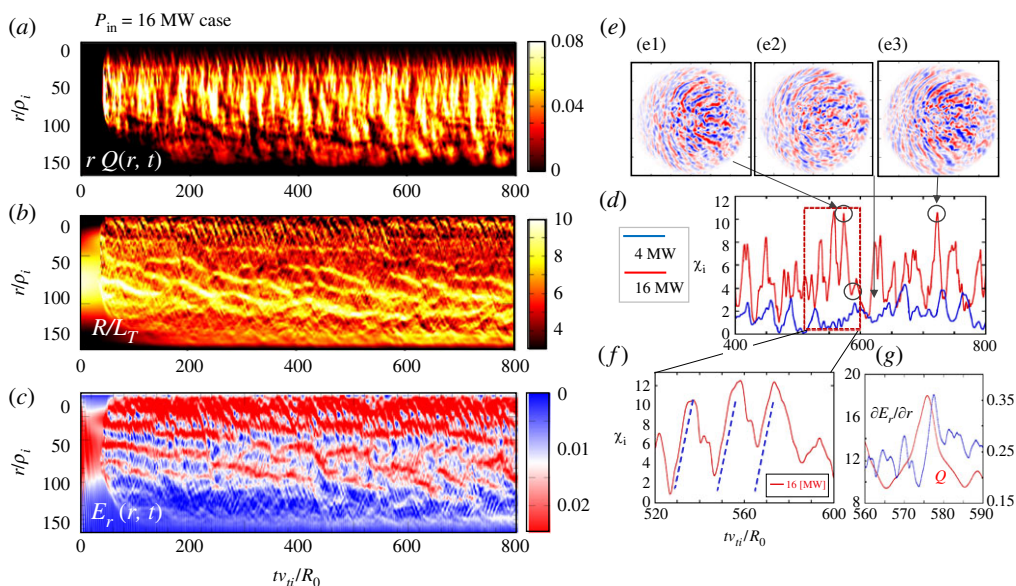 P_in = 16 MW case
(a)
0
50
100
150
r/ρ_i
r Q(r, t)
0 200 400 600 800
0.08
0.04
0
(b)
0
50
100
150
r/ρ_i
R/L_T
0 200 400 600 800
10
8
6
4
(c)
0
50
100
150
r/ρ_i
E_r (r, t)
0 200 400 600 800
tv_ti/R_0
0
0.01
0.02
(e)
(e1) (e2) (e3)
(d)
4 MW
16 MW
χ_i
12
10
8
6
4
2
0
400 600 800
(f)
χ_i
12
10
8
6
4
2
0
16 [MW]
520 560 600
tv_ti/R_0
(g)
20
18
16
14
12
10
8
∂E_r/∂r
Q
0.35
0.25
0.15
560 570 580 590